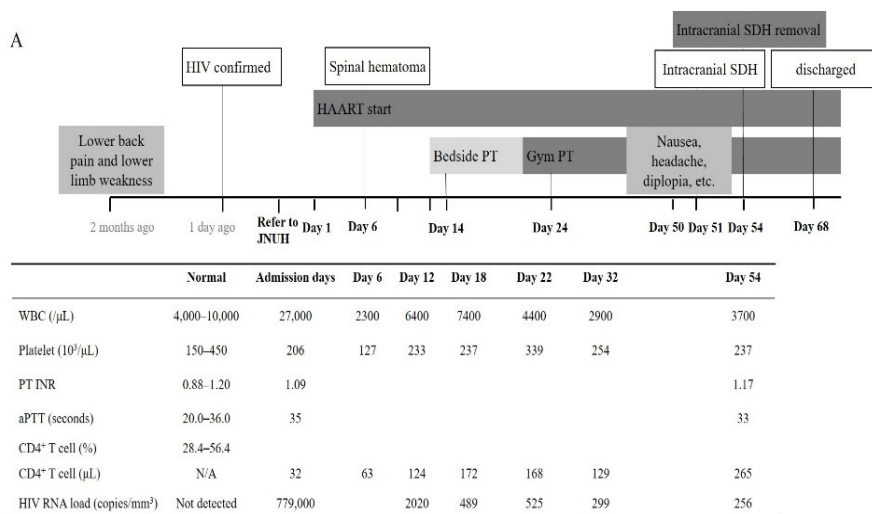 A
Intracranial SDH removal
HIV confirmed
Spinal hematoma
Intracranial SDH
discharged
HAART start
Lower back
pain and lower
limb weakness
Bedside PT
Gym PT
Nausea,
headache,
diplopia, etc.
2 months ago
1 day ago
Refer to
JNUH
Day 1
Day 6
Day 14
Day 24
Day 50
Day 51
Day 54
Day 68
Normal Admission days Day 6 Day 12 Day 18 Day 22 Day 32 Day 54
WBC (/μL) 4,000–10,000 27,000 2300 6400 7400 4400 2900 3700
Platelet (10³/μL) 150–450 206 127 233 237 339 254 237
PT INR 0.88–1.20 1.09 1.17
aPTT (seconds) 20.0–36.0 35 33
CD4⁺ T cell (%) 28.4–56.4
CD4⁺ T cell (μL) N/A 32 63 124 172 168 129 265
HIV RNA load (copies/mm³) Not detected 779,000 2020 489 525 299 256